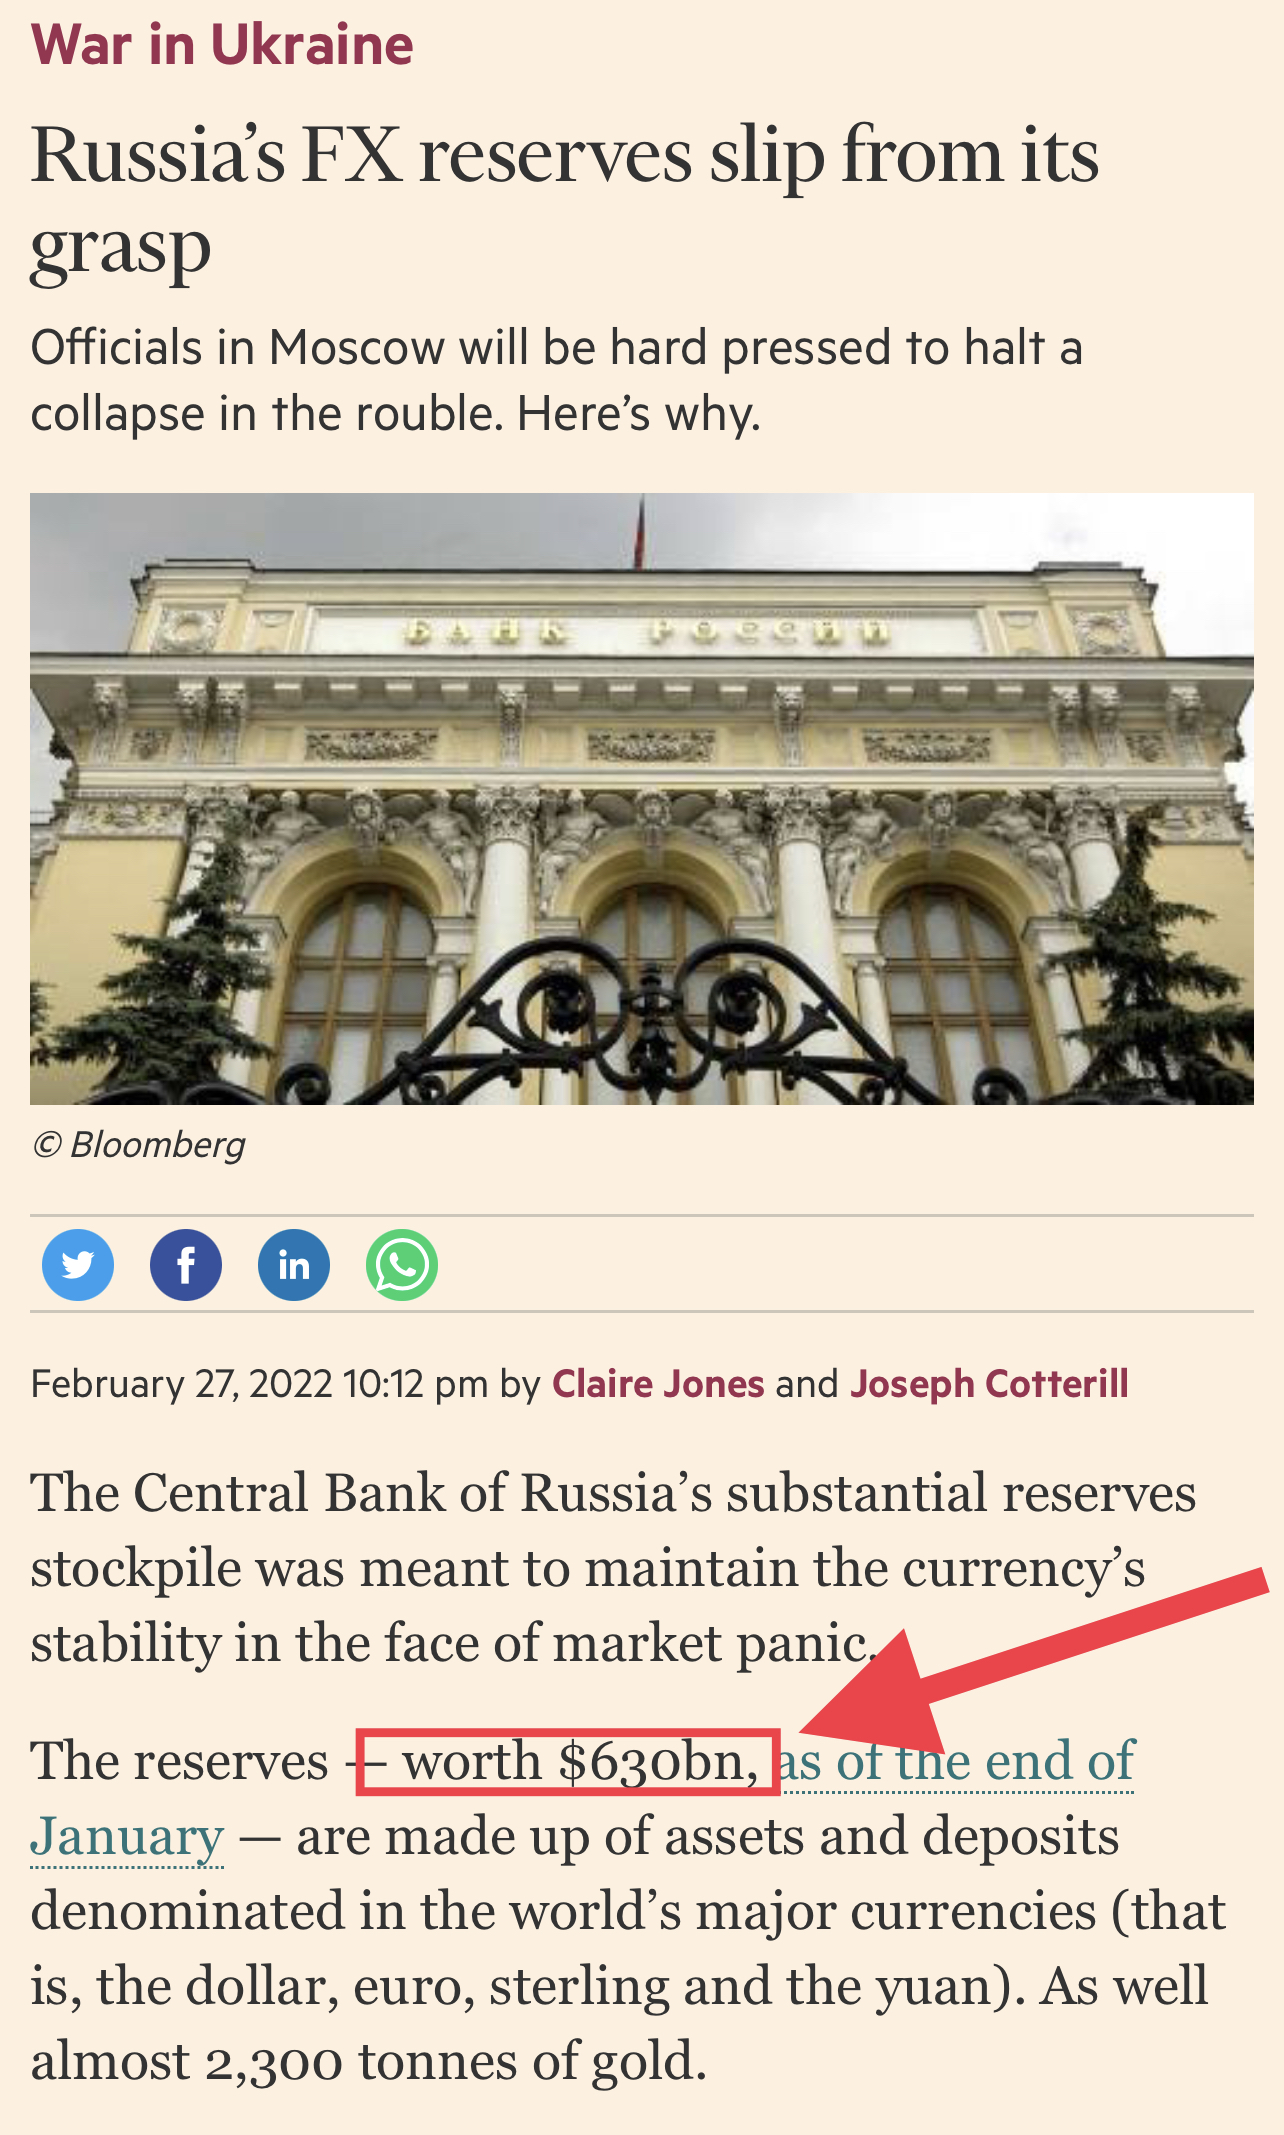 War in Ukraine
Russia’s FX reserves slip from its
grasp
Officials in Moscow will be hard pressed to halt a
collapse in the rouble. Here’s why.
БАНК РОССИИ
© Bloomberg
f
in
February 27, 2022 10:12 pm by Claire Jones and Joseph Cotterill
The Central Bank of Russia’s substantial reserves
stockpile was meant to maintain the currency’s
stability in the face of market panic.
The reserves — worth $630bn, as of the end of
January — are made up of assets and deposits
denominated in the world’s major currencies (that
is, the dollar, euro, sterling and the yuan). As well
almost 2,300 tonnes of gold.